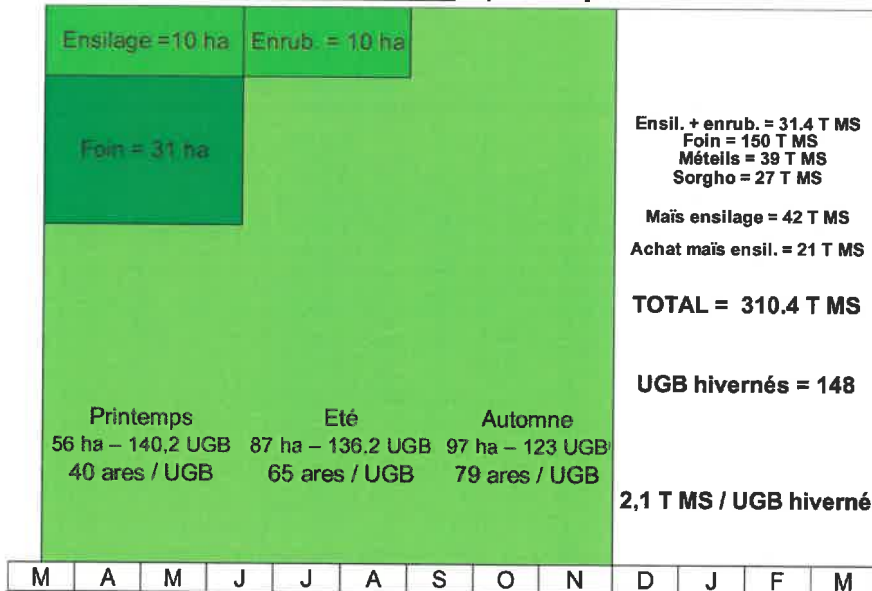 Ensilage =10 ha
Enrub. = 10 ha
Foin = 31 ha
Ensil. + enrub. = 31.4 T MS
Foin = 150 T MS
Méteils = 39 T MS
Sorgho = 27 T MS
Maïs ensilage = 42 T MS
Achat maïs ensil. = 21 T MS
TOTAL = 310.4 T MS
UGB hivernés = 148
Printemps
56 ha – 140,2 UGB
40 ares / UGB
Eté
87 ha – 136,2 UGB
65 ares / UGB
Automne
97 ha – 123 UGB
79 ares / UGB
2,1 T MS / UGB hiverné
M A M J J A S O N D J F M